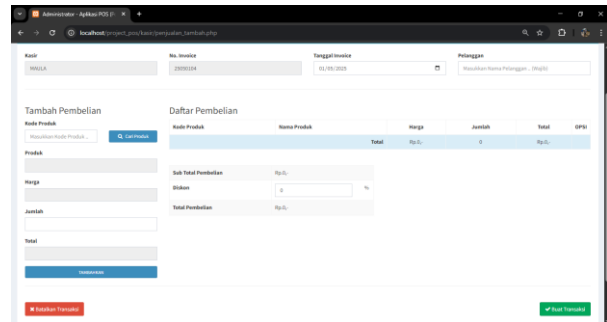 Administrator - Aplikasi POS (P
localhost/project_pos/kasir/penjualan_tambah.php
Kasir No. Invoice Tanggal Invoice Pelanggan
MAULA 01/05/2025 Masukkan Nama Pelanggan .. (Wajib)
Tambah Pembelian Daftar Pembelian
Kode Produk Kode Produk Nama Produk Harga Jumlah Total OPSI
Masukkan Kode Produk .. Cari Produk Total Rp.0,- 0 Rp.0,-
Produk
Sub Total Pembelian Rp.0,-
Harga Diskon 0 %
Jumlah Total Pembelian Rp.0,-
Total
TAMBAHKAN
Batalkan Transaksi Buat Transaksi